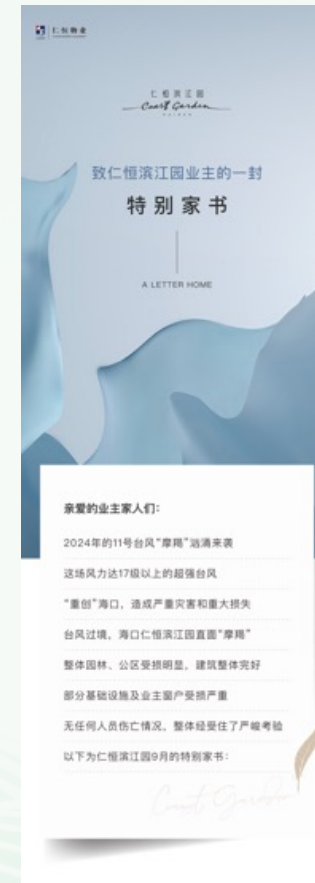 仁恒物业
仁恒滨江园
Coast Garden
致仁恒滨江园业主的一封
特别家书
A LETTER HOME
亲爱的业主家人们：
2024年的11号台风“摩羯”汹涌来袭
这场风力达17级以上的超强台风
“重创”海口，造成严重灾害和重大损失
台风过境，海口仁恒滨江园直面“摩羯”
整体园林、公区受损明显，建筑整体完好
部分基础设施及业主窗户受损严重
无任何人员伤亡情况，整体经受住了严峻考验
以下为仁恒滨江园9月的特别家书：
Coast Garden